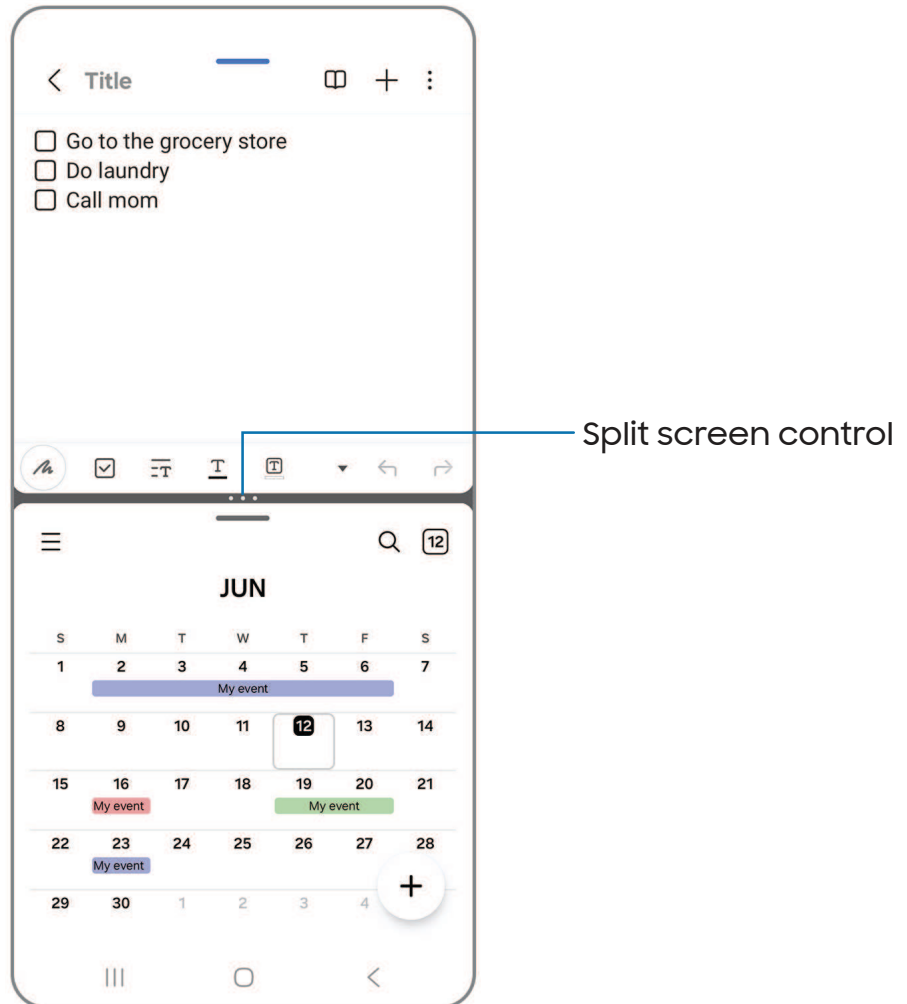 Title
Go to the grocery store
Do laundry
Call mom
Split screen control
T T T
12
JUN
S M T W T F S
1 2 3 4 5 6 7
My event
8 9 10 11 12 13 14
15 16 17 18 19 20 21
My event My event
22 23 24 25 26 27 28
My event
29 30 1 2 3 4